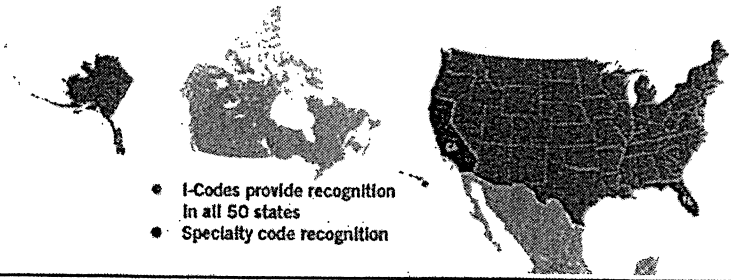 ● I-Codes provide recognition
in all 50 states
● Specialty code recognition